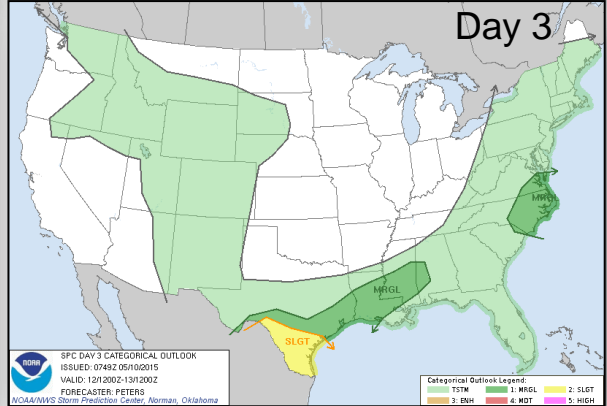 Day 3
MRGL
MRGL
SLGT
NOAA
SPC DAY 3 CATEGORICAL OUTLOOK
ISSUED: 0749Z 05/10/2015
VALID: 12/1200Z-13/1200Z
FORECASTER: PETERS
NOAA/NWS Storm Prediction Center, Norman, Oklahoma
Categorical Outlook Legend:
TSTM 1: MRGL 2: SLGT
3: ENH 4: MDT 5: HIGH